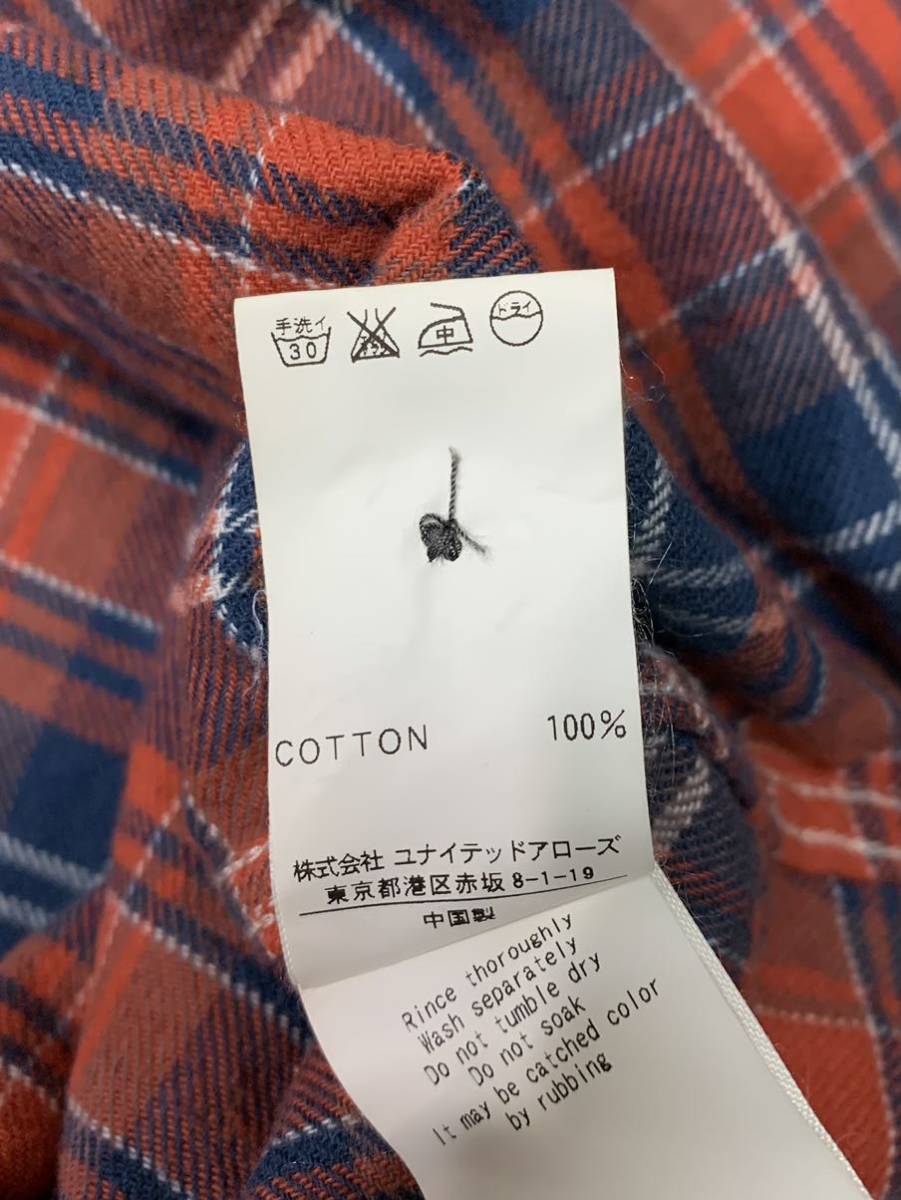 手洗イ
30
中
ドライ
COTTON 100%
株式会社 ユナイテッドアローズ
東京都港区赤坂8-1-19
中国製
Rince thoroughly
Wash separately
Do not tumble dry
Do not soak
It may be catched color
by rubbing